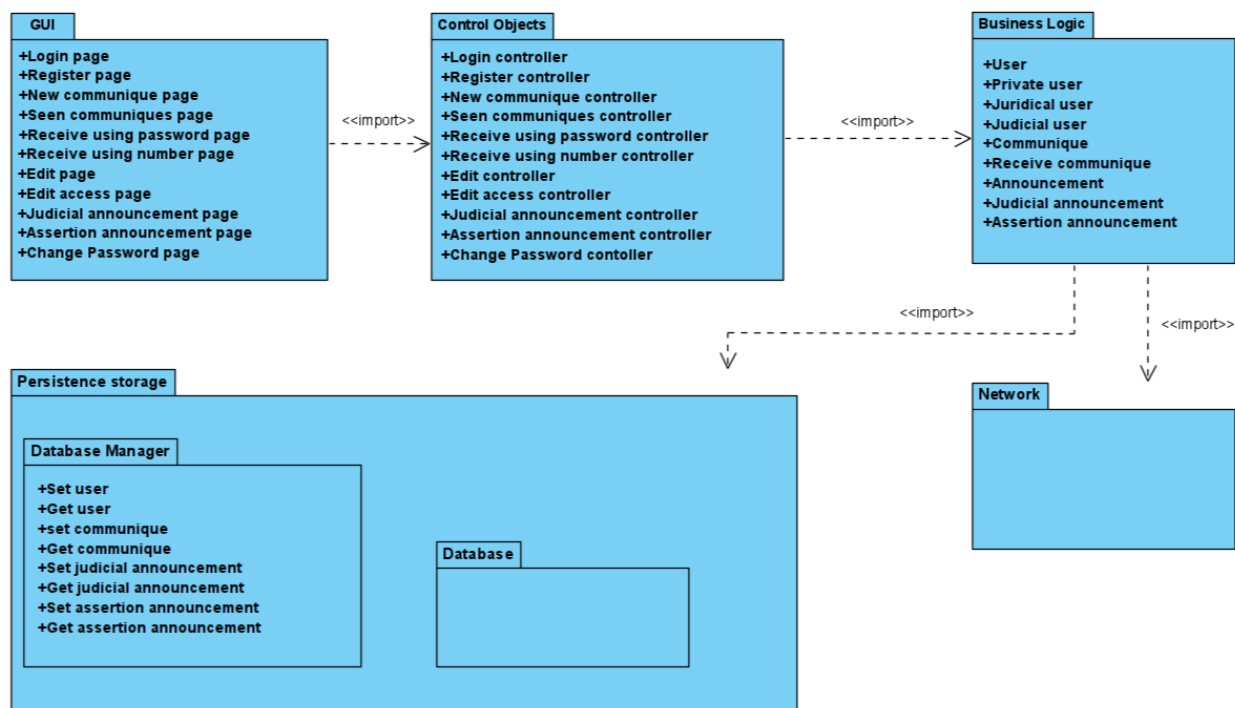 GUI
+Login page
+Register page
+New communique page
+Seen communiques page
+Receive using password page
+Receive using number page
+Edit page
+Edit access page
+Judicial announcement page
+Assertion announcement page
+Change Password page
<<import>>
Control Objects
+Login controller
+Register controller
+New communique controller
+Seen communiques controller
+Receive using password controller
+Receive using number controller
+Edit controller
+Edit access controller
+Judicial announcement controller
+Assertion announcement controller
+Change Password contoller
<<import>>
Business Logic
+User
+Private user
+Juridical user
+Judicial user
+Communique
+Receive communique
+Announcement
+Judicial announcement
+Assertion announcement
<<import>>
<<import>>
Persistence storage
Database Manager
+Set user
+Get user
+set communique
+Get communique
+Set judicial announcement
+Get judicial announcement
+Set assertion announcement
+Get assertion announcement
Database
Network